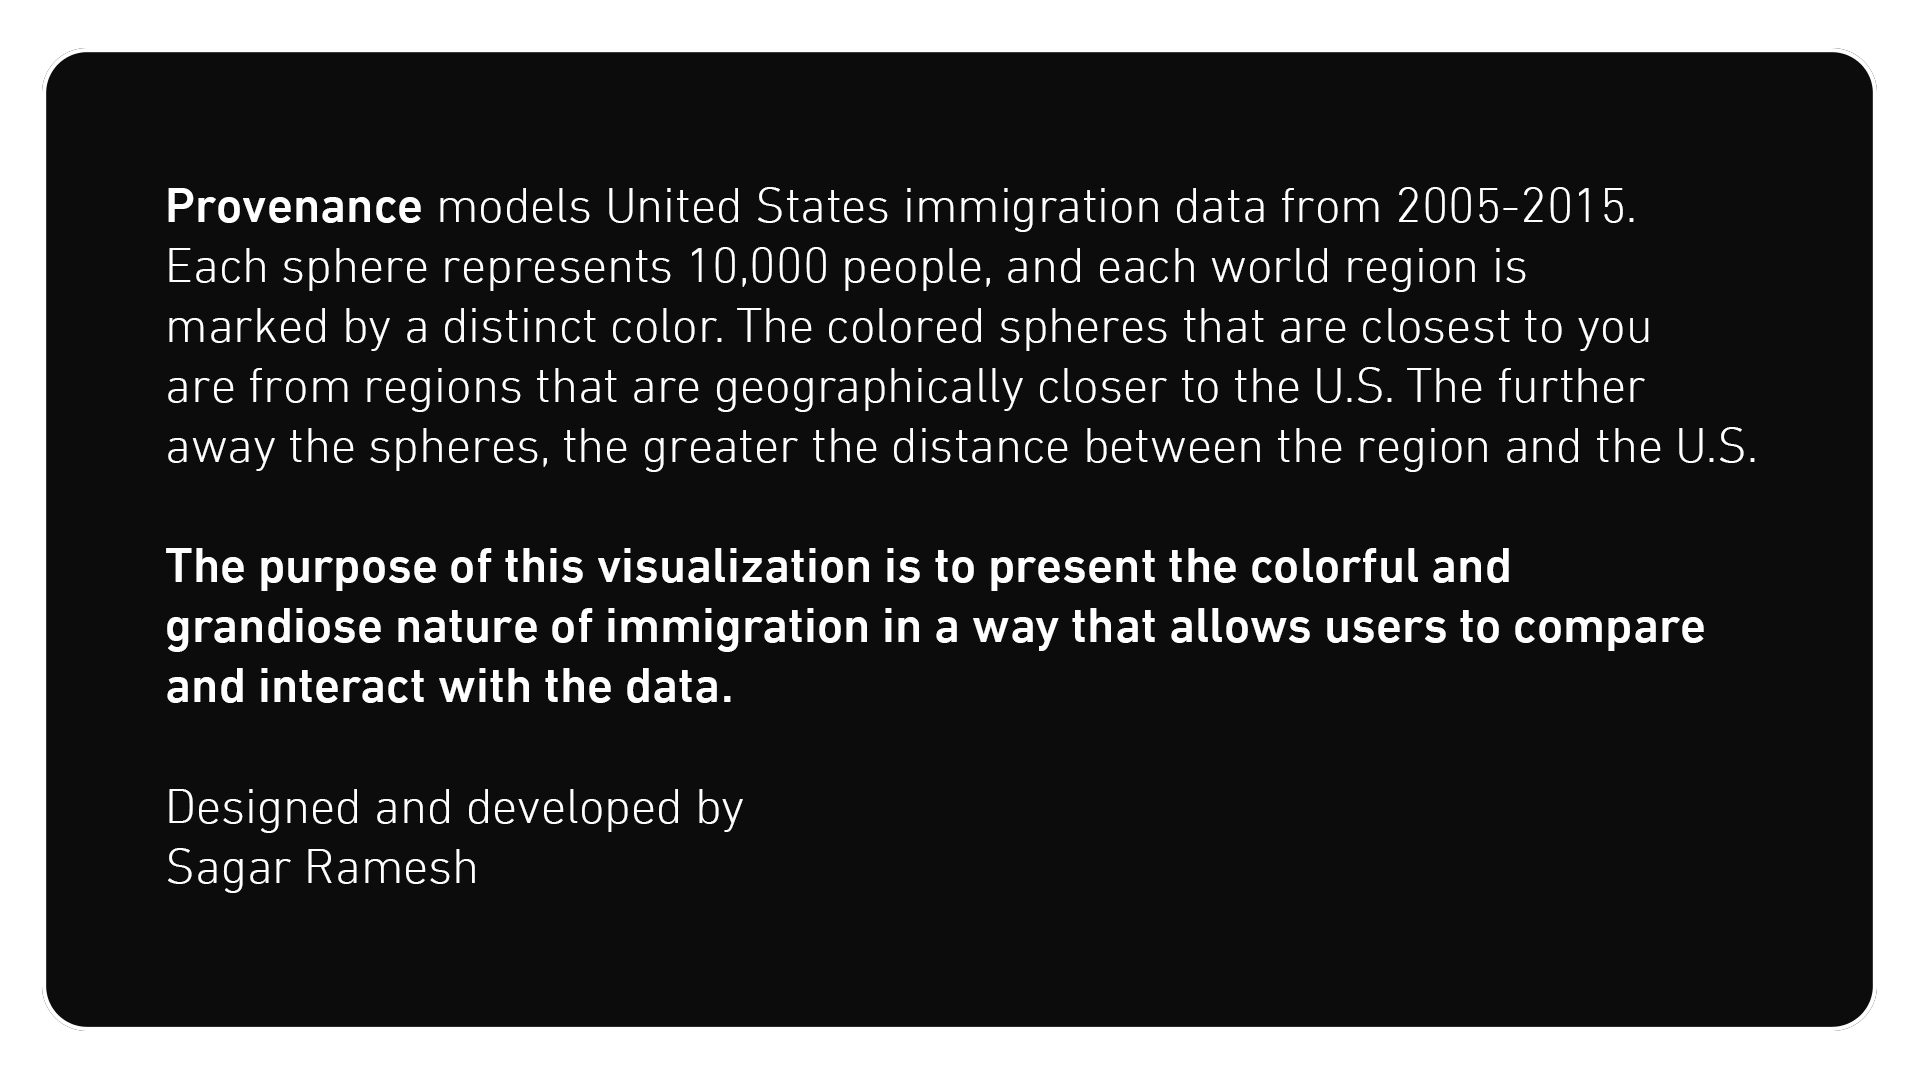 Provenance models United States immigration data from 2005-2015.
Each sphere represents 10,000 people, and each world region is
marked by a distinct color. The colored spheres that are closest to you
are from regions that are geographically closer to the U.S. The further
away the spheres, the greater the distance between the region and the U.S.
The purpose of this visualization is to present the colorful and
grandiose nature of immigration in a way that allows users to compare
and interact with the data.
Designed and developed by
Sagar Ramesh